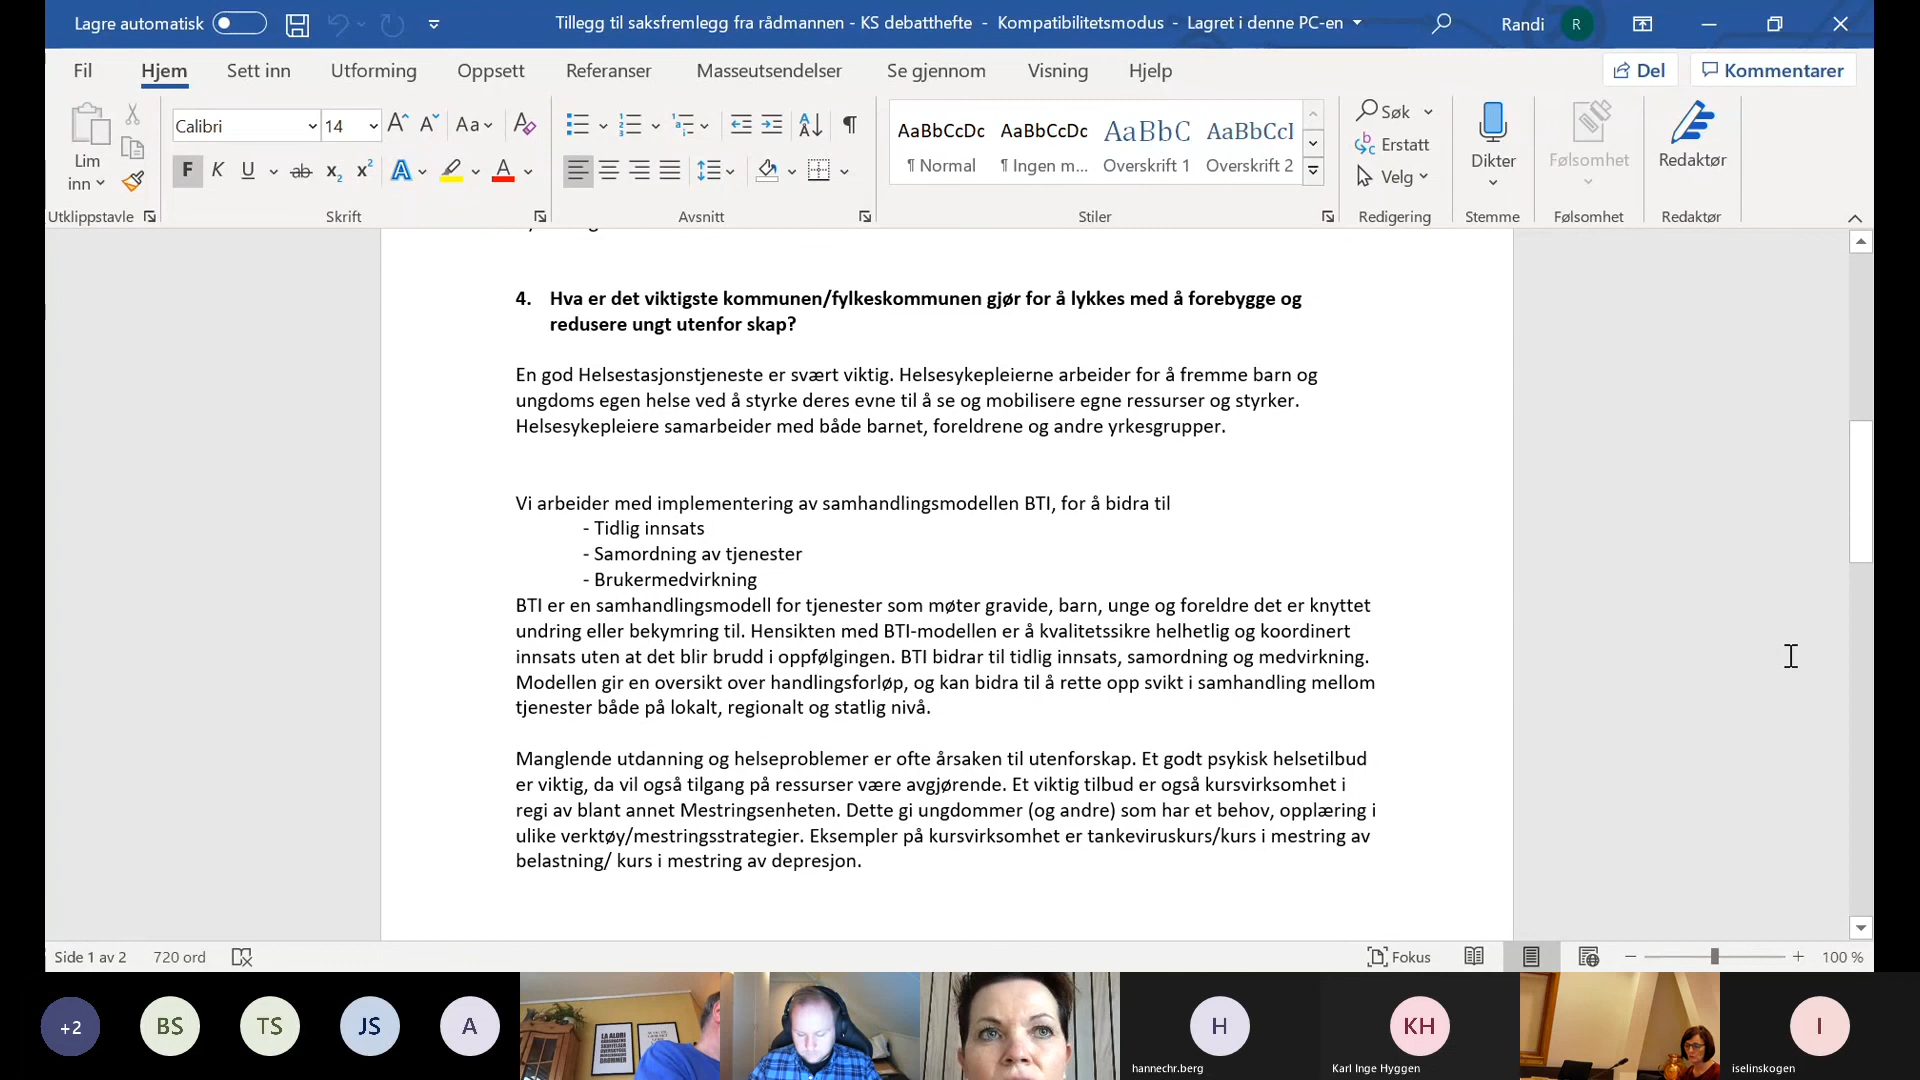 Lagre automatisk
Tillegg til saksfremlegg fra rådmannen - KS debatthefte - Kompatibilitetsmodus - Lagret i denne PC-en
Randi
R
Fil
Hjem
Sett inn
Utforming
Oppsett
Referanser
Masseutsendelser
Se gjennom
Visning
Hjelp
Del
Kommentarer
Lim
inn
Calibri
14
Aa
F K U ab x₂ x²
AaBbCcDc AaBbCcDc AaBbC AaBbCcI
¶ Normal ¶ Ingen m... Overskrift 1 Overskrift 2
Søk
Erstatt
Velg
Dikter
Følsomhet
Redaktør
Utklippstavle
Skrift
Avsnitt
Stiler
Redigering
Stemme
Følsomhet
Redaktør
4. Hva er det viktigste kommunen/fylkeskommunen gjør for å lykkes med å forebygge og
redusere ungt utenfor skap?
En god Helsestasjonstjeneste er svært viktig. Helsesykepleierne arbeider for å fremme barn og
ungdoms egen helse ved å styrke deres evne til å se og mobilisere egne ressurser og styrker.
Helsesykepleiere samarbeider med både barnet, foreldrene og andre yrkesgrupper.
Vi arbeider med implementering av samhandlingsmodellen BTI, for å bidra til
- Tidlig innsats
- Samordning av tjenester
- Brukermedvirkning
BTI er en samhandlingsmodell for tjenester som møter gravide, barn, unge og foreldre det er knyttet
undring eller bekymring til. Hensikten med BTI-modellen er å kvalitetssikre helhetlig og koordinert
innsats uten at det blir brudd i oppfølgingen. BTI bidrar til tidlig innsats, samordning og medvirkning.
Modellen gir en oversikt over handlingsforløp, og kan bidra til å rette opp svikt i samhandling mellom
tjenester både på lokalt, regionalt og statlig nivå.
Manglende utdanning og helseproblemer er ofte årsaken til utenforskap. Et godt psykisk helsetilbud
er viktig, da vil også tilgang på ressurser være avgjørende. Et viktig tilbud er også kursvirksomhet i
regi av blant annet Mestringsenheten. Dette gi ungdommer (og andre) som har et behov, opplæring i
ulike verktøy/mestringsstrategier. Eksempler på kursvirksomhet er tankeviruskurs/kurs i mestring av
belastning/ kurs i mestring av depresjon.
Side 1 av 2
720 ord
Fokus
100 %
+2
BS
TS
JS
A
H
hannechr.berg
KH
Karl Inge Hyggen
I
iselinskogen